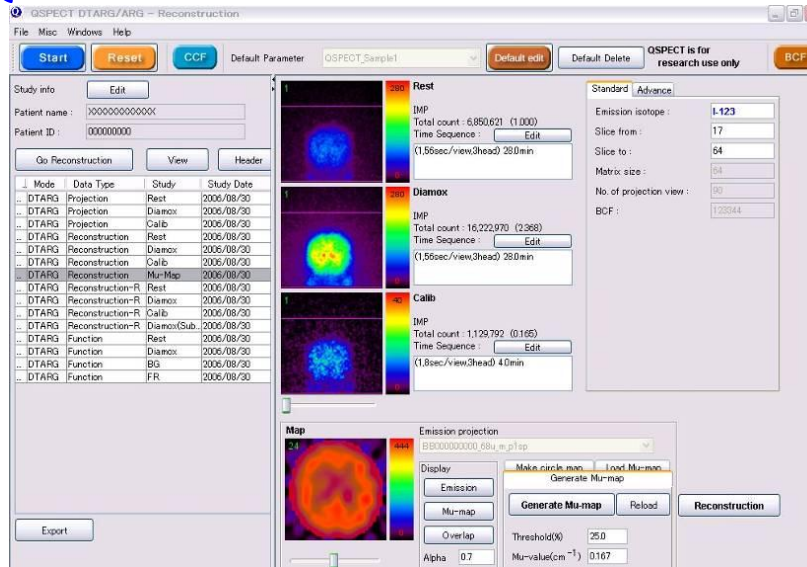 QSPECT DTARG/ARG - Reconstruction
File Misc Windows Help
Start Reset CCF Default Parameter QSPECT_Sample1 Default edit Default Delete QSPECT is for research use only BCF
Study info Edit
Patient name : XXXXXXXXXXXX
Patient ID : 000000000
Go Reconstruction View Header
Mode Data Type Study Study Date
.. DTARG Projection Rest 2006/08/30
.. DTARG Projection Diamox 2006/08/30
.. DTARG Projection Calib 2006/08/30
.. DTARG Reconstruction Rest 2006/08/30
.. DTARG Reconstruction Diamox 2006/08/30
.. DTARG Reconstruction Calib 2006/08/30
.. DTARG Reconstruction Mu-Map 2006/08/30
.. DTARG Reconstruction-R Rest 2006/08/30
.. DTARG Reconstruction-R Diamox 2006/08/30
.. DTARG Reconstruction-R Calib 2006/08/30
.. DTARG Reconstruction-R Diamox(Sub.. 2006/08/30
.. DTARG Function Rest 2006/08/30
.. DTARG Function Diamox 2006/08/30
.. DTARG Function BG 2006/08/30
.. DTARG Function FR 2006/08/30
Export
1 280 Rest
IMP
Total count : 6,850,621 (1.000)
Time Sequence : Edit
(1,56sec/view,3head) 28.0min
0
1 280 Diamox
IMP
Total count : 16,222,970 (2.368)
Time Sequence : Edit
(1,56sec/view,3head) 28.0min
0
1 40 Calib
IMP
Total count : 1,129,792 (0.165)
Time Sequence : Edit
(1,8sec/view,3head) 4.0min
0
Standard Advance
Emission isotope : I-123
Slice from : 17
Slice to : 64
Matrix size : 64
No. of projection view : 90
BCF : 123344
Map
24 444
0
Emission projection
BB000000000_68u_m_p1sp
Display
Emission
Mu-map
Overlap
Alpha 0.7
Make circle map Load Mu-map
Generate Mu-map
Generate Mu-map Reload
Threshold(%) 25.0
Mu-value(cm⁻¹) 0.167
Reconstruction